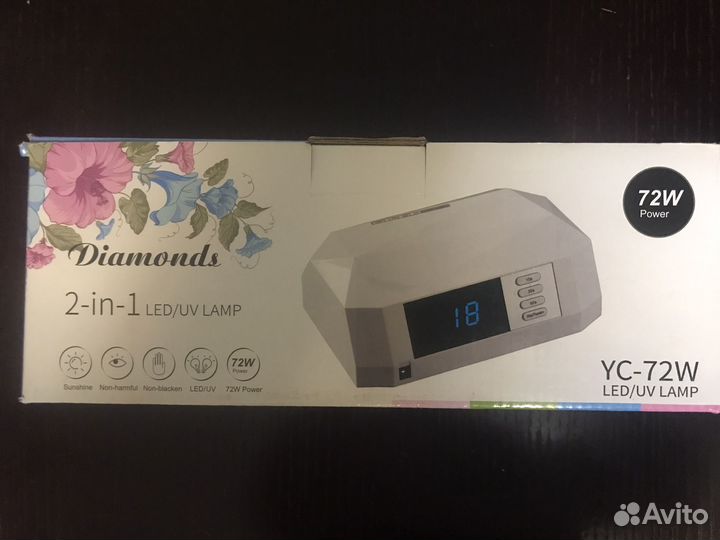 Diamonds
2-in-1 LED/UV LAMP
Sunshine
Non-harmful
Non-blacken
LED/UV
72W
Power
72W Power
18
72W
Power
YC-72W
LED/UV LAMP
Avito